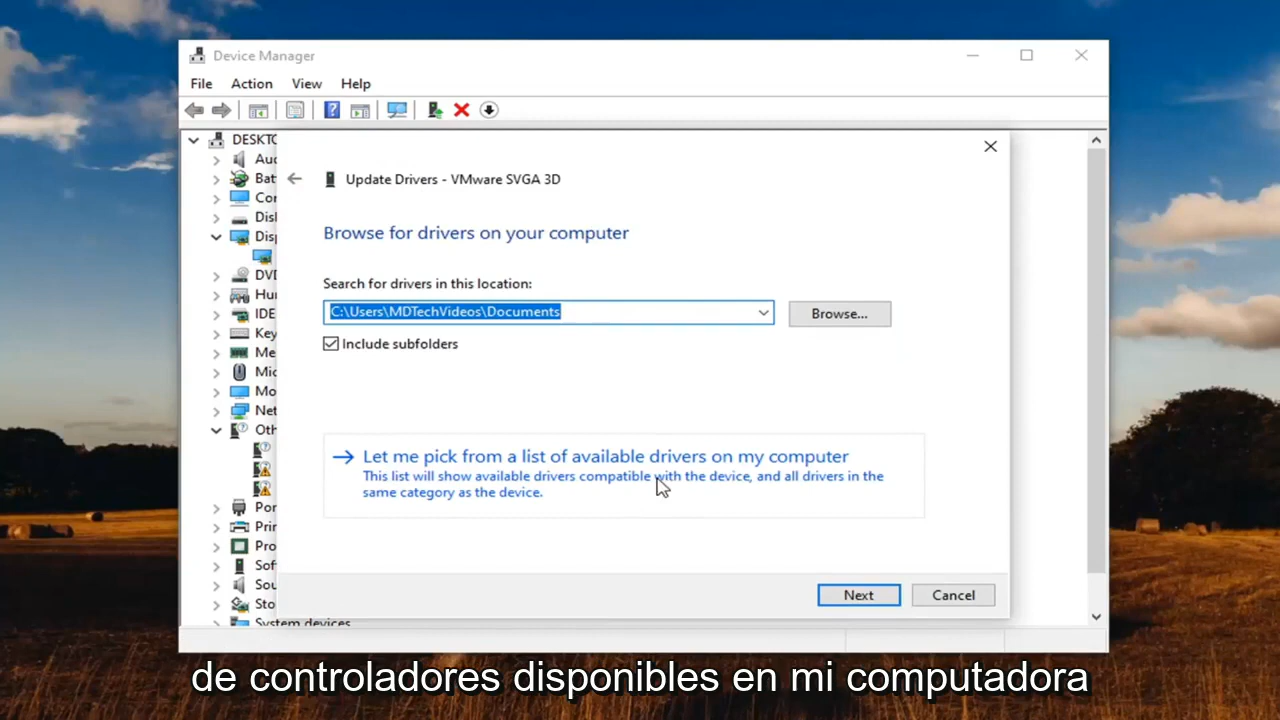 Device Manager
File Action View Help
DESKTO
Auc
Bat
Cor
Disl
Disp
DVD
Hur
IDE
Key
Me
Mic
Mo
Net
Oth
Por
Prin
Pro
Sof
Sou
Sto
System devices
Update Drivers - VMware SVGA 3D
Browse for drivers on your computer
Search for drivers in this location:
C:\Users\MDTechVideos\Documents
Browse...
Include subfolders
Let me pick from a list of available drivers on my computer
This list will show available drivers compatible with the device, and all drivers in the
same category as the device.
Next Cancel
de controladores disponibles en mi computadora